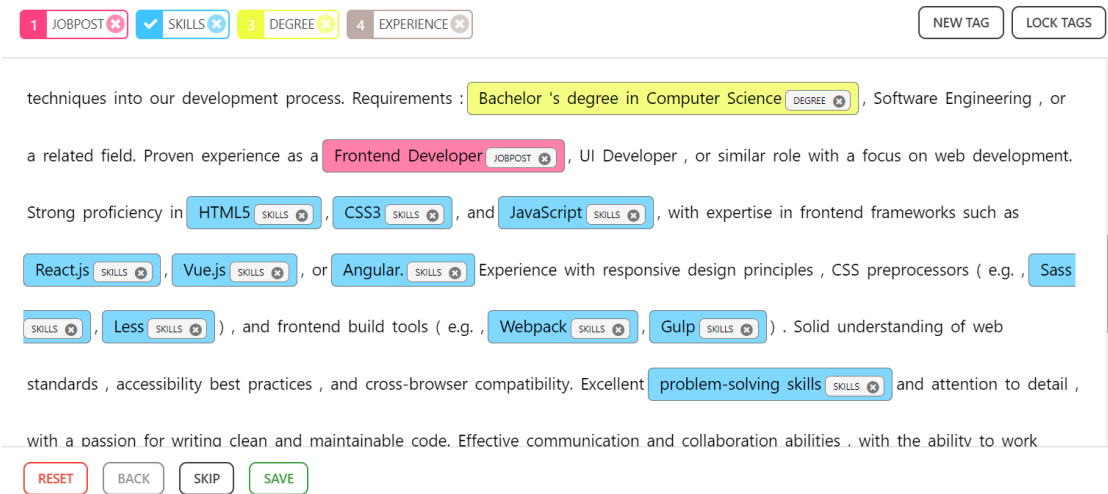 1 JOBPOST SKILLS 3 DEGREE 4 EXPERIENCE NEW TAG LOCK TAGS
techniques into our development process. Requirements : Bachelor 's degree in Computer Science DEGREE , Software Engineering , or
a related field. Proven experience as a Frontend Developer JOBPOST , UI Developer , or similar role with a focus on web development.
Strong proficiency in HTML5 SKILLS , CSS3 SKILLS , and JavaScript SKILLS , with expertise in frontend frameworks such as
React.js SKILLS , Vue.js SKILLS , or Angular. SKILLS Experience with responsive design principles , CSS preprocessors ( e.g. , Sass
SKILLS , Less SKILLS ) , and frontend build tools ( e.g. , Webpack SKILLS , Gulp SKILLS ) . Solid understanding of web
standards , accessibility best practices , and cross-browser compatibility. Excellent problem-solving skills SKILLS and attention to detail ,
with a passion for writing clean and maintainable code. Effective communication and collaboration abilities , with the ability to work
RESET BACK SKIP SAVE